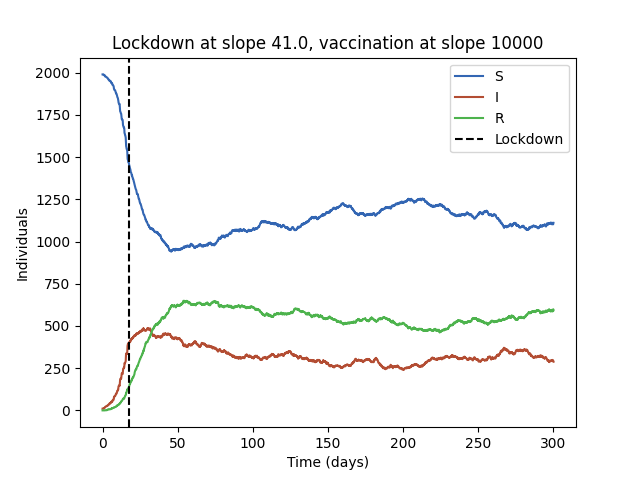 Lockdown at slope 41.0, vaccination at slope 10000
S
I
R
Lockdown
Individuals
2000
1750
1500
1250
1000
750
500
250
0
0 50 100 150 200 250 300
Time (days)